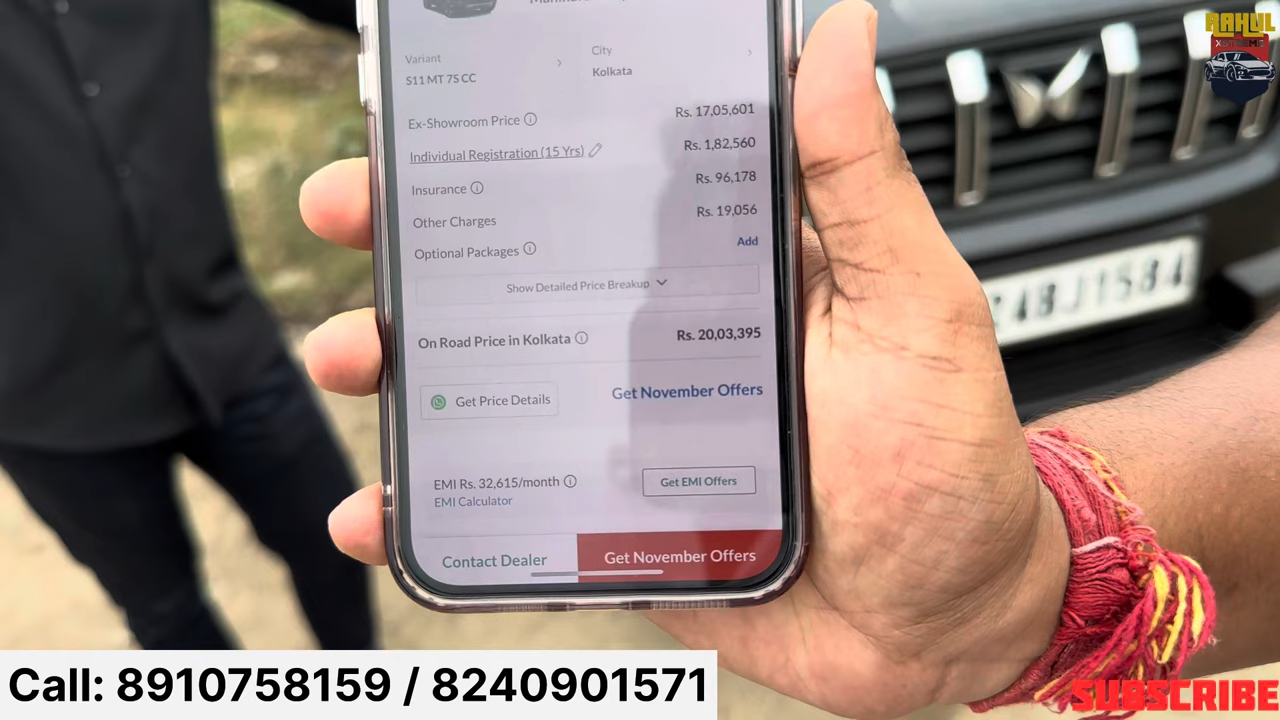 RAHUL
XSTREME
Variant
S11 MT 7S CC
City
Kolkata
Ex-Showroom Price
Rs. 17,05,601
Individual Registration (15 Yrs)
Rs. 1,82,560
Insurance
Rs. 96,178
Other Charges
Rs. 19,056
Optional Packages
Add
Show Detailed Price Breakup
On Road Price in Kolkata
Rs. 20,03,395
Get Price Details
Get November Offers
EMI Rs. 32,615/month
EMI Calculator
Get EMI Offers
Contact Dealer
Get November Offers
Call: 8910758159 / 8240901571
SUBSCRIBE